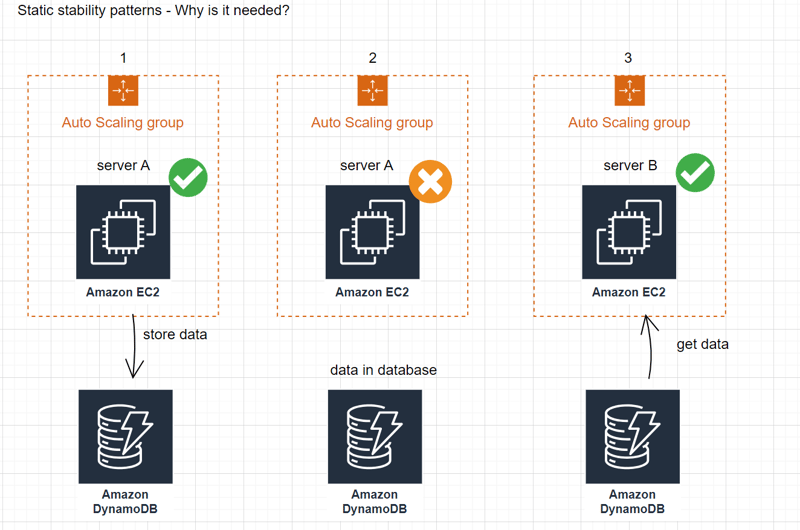 Static stability patterns - Why is it needed?
1
2
3
Auto Scaling group
Auto Scaling group
Auto Scaling group
server A
server A
server B
Amazon EC2
Amazon EC2
Amazon EC2
store data
get data
data in database
Amazon
DynamoDB
Amazon
DynamoDB
Amazon
DynamoDB